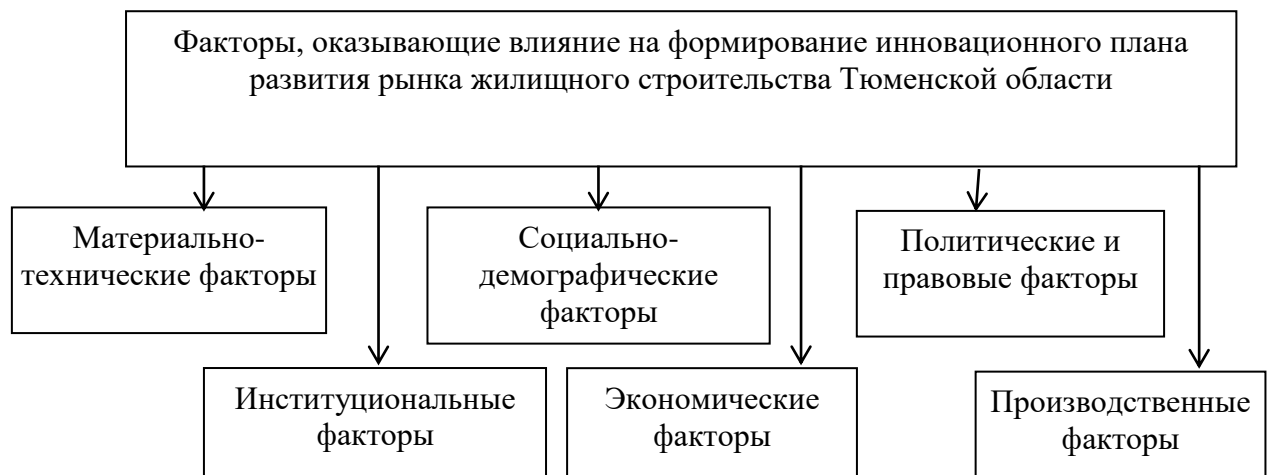 Факторы, оказывающие влияние на формирование инновационного плана
развития рынка жилищного строительства Тюменской области
Материально-
технические факторы
Социально-
демографические
факторы
Политические и
правовые факторы
Институциональные
факторы
Экономические
факторы
Производственные
факторы